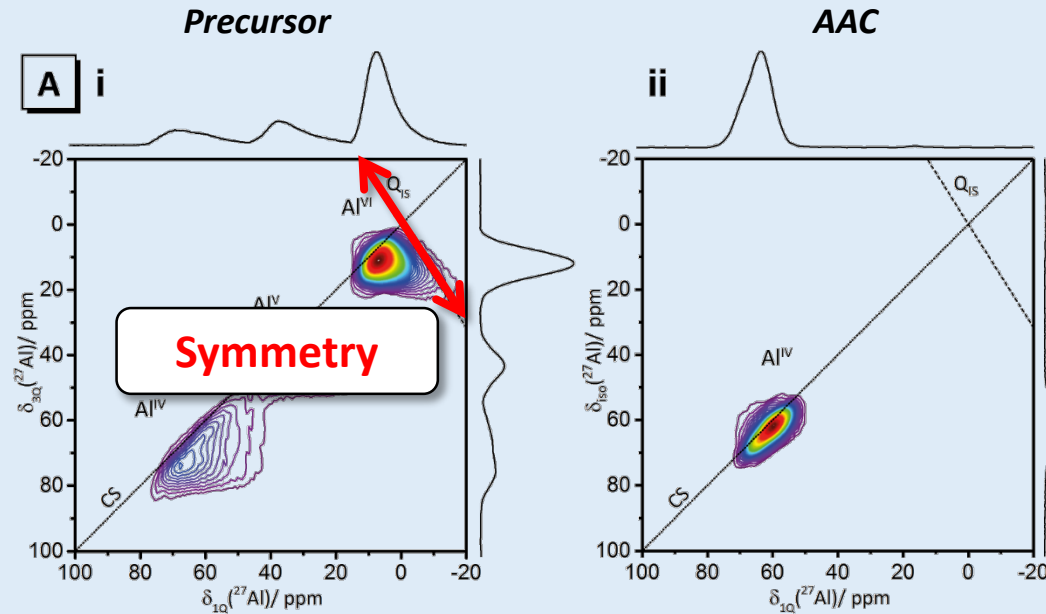 Precursor
AAC
A i
ii
-20
0
20
40
60
80
100
Q_IS
Al^VI
Al^V
Symmetry
Al^IV
CS
δ_3Q(²⁷Al)/ ppm
100 80 60 40 20 0 -20
δ_1Q(²⁷Al)/ ppm
-20
0
20
40
60
80
100
Q_IS
Al^IV
CS
δ_iso(²⁷Al)/ ppm
100 80 60 40 20 0 -20
δ_1Q(²⁷Al)/ ppm